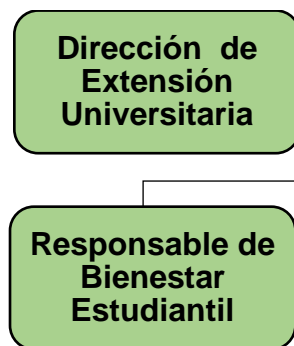 Dirección de
Extensión
Universitaria
Responsable de
Bienestar
Estudiantil